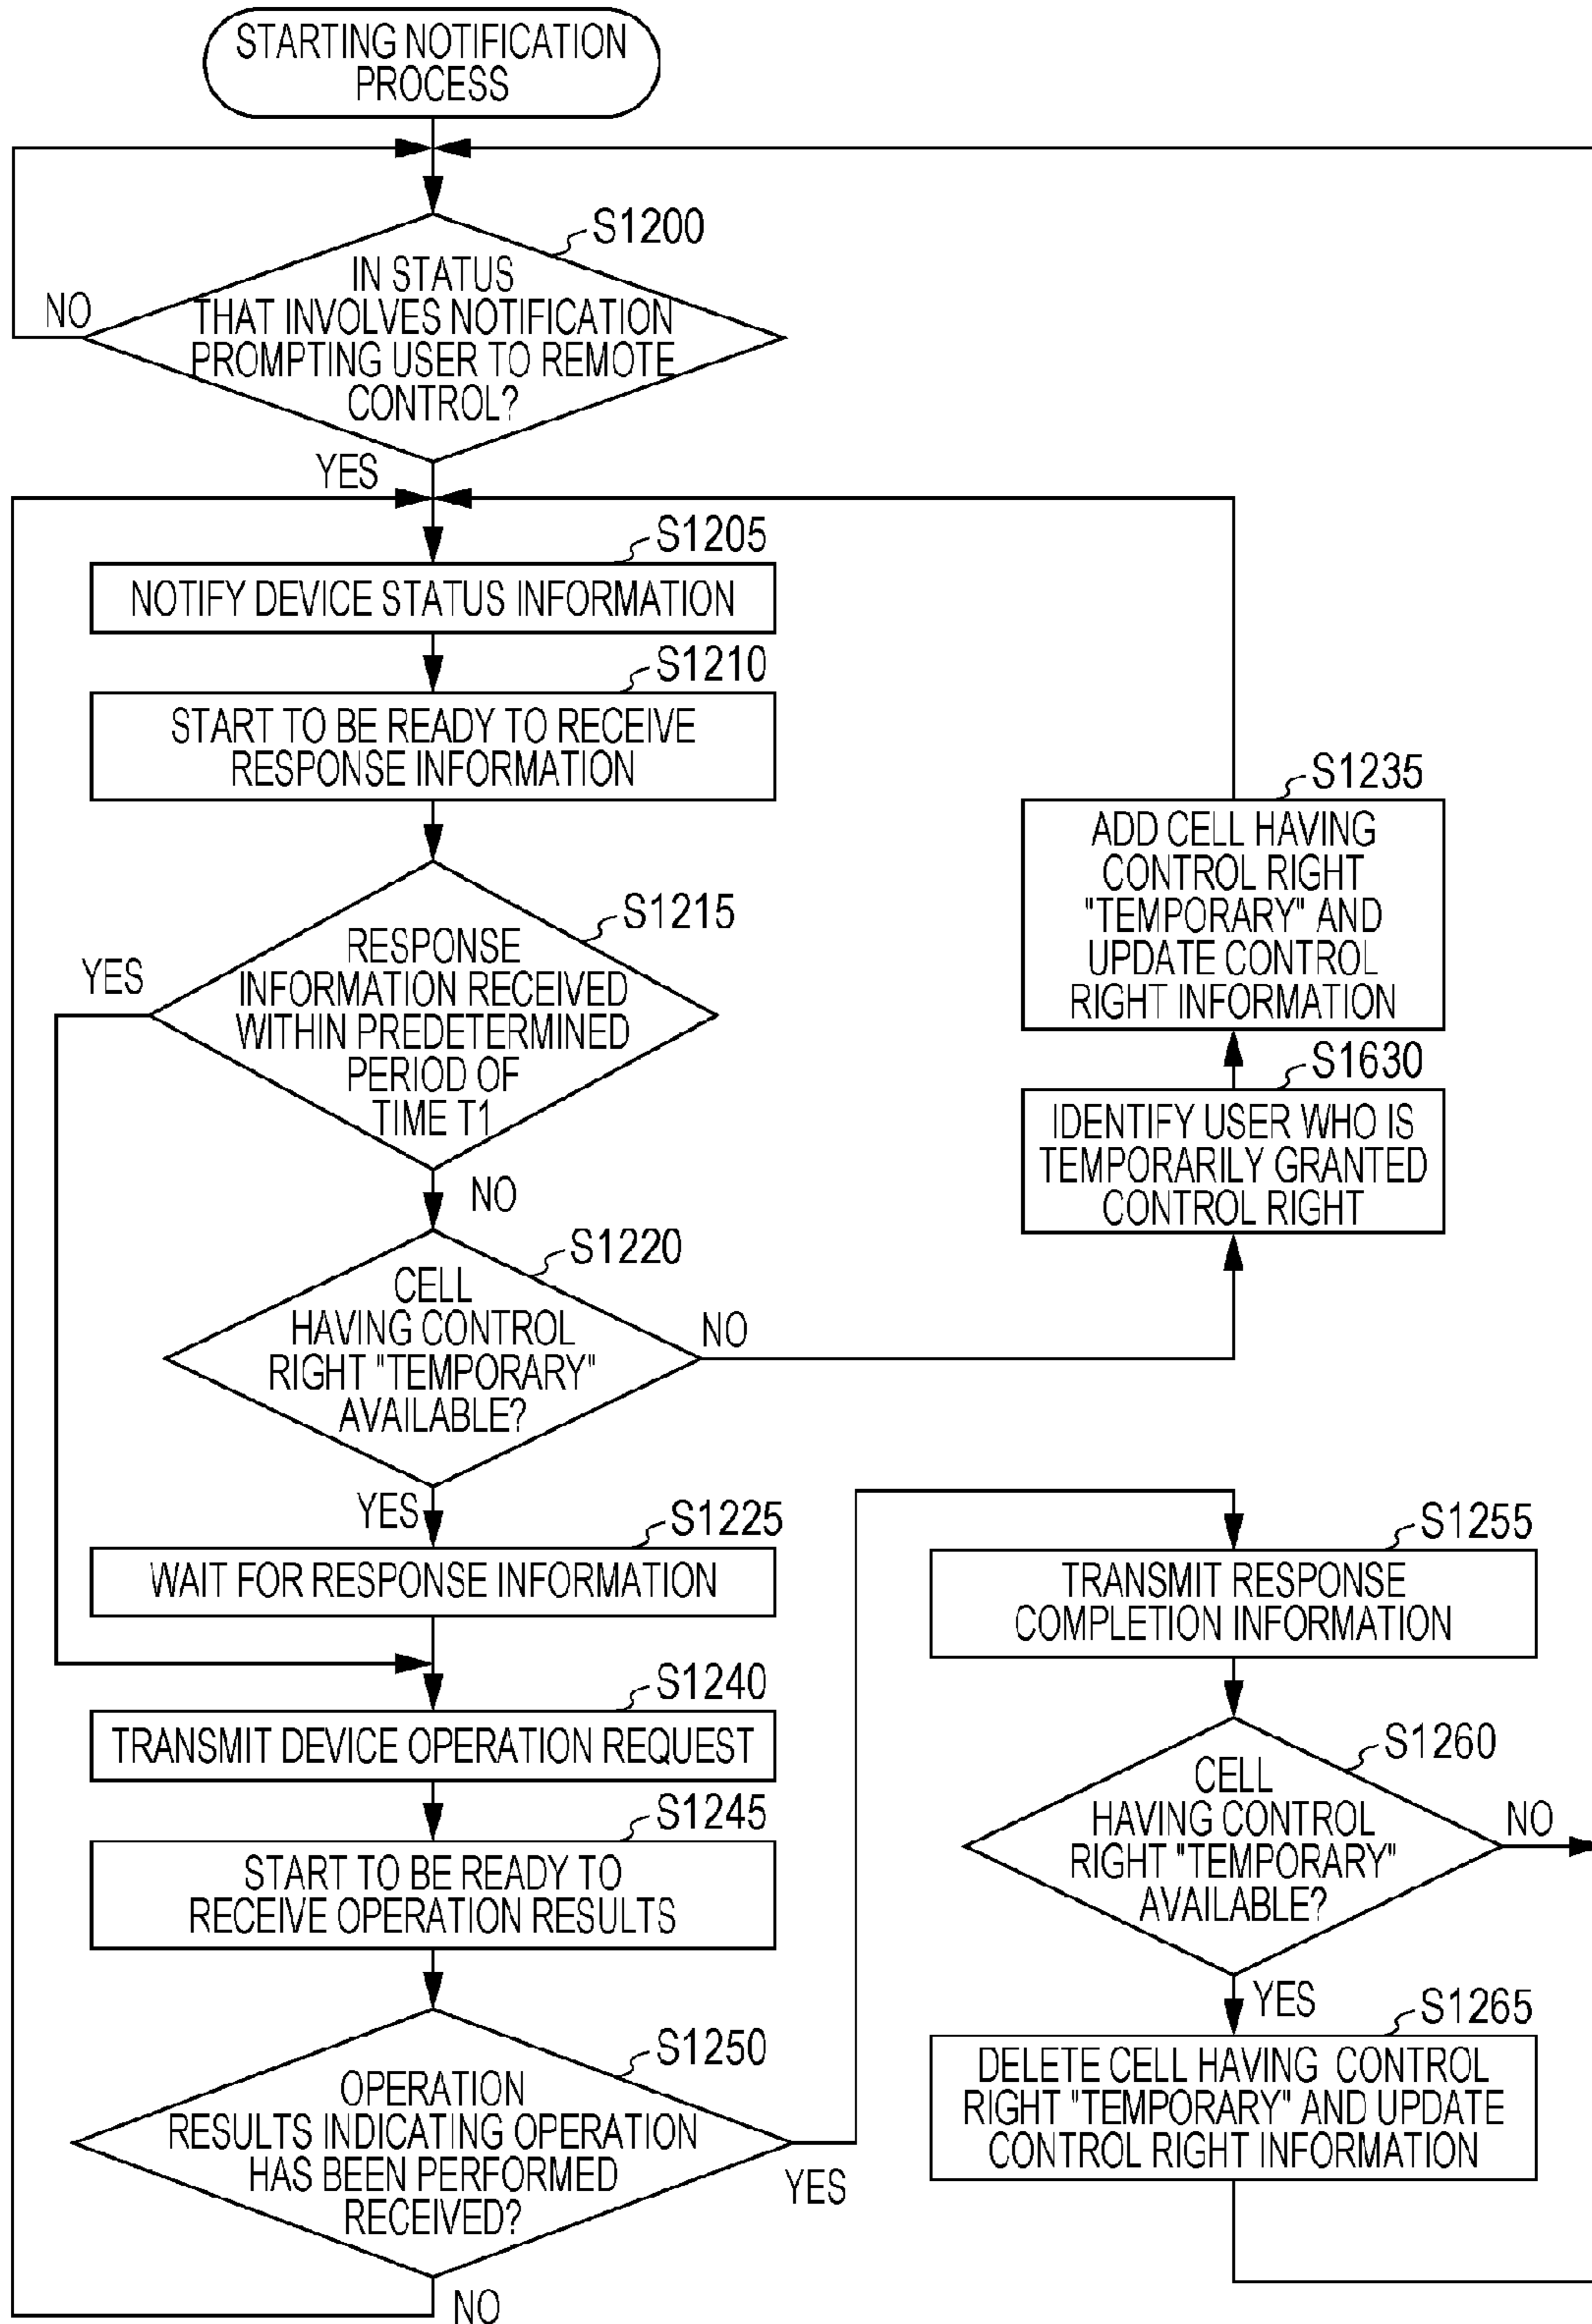 STARTING NOTIFICATION
PROCESS
S1200
IN STATUS
THAT INVOLVES NOTIFICATION
PROMPTING USER TO REMOTE
CONTROL?
NO
YES
S1205
NOTIFY DEVICE STATUS INFORMATION
S1210
START TO BE READY TO RECEIVE
RESPONSE INFORMATION
S1215
RESPONSE
INFORMATION RECEIVED
WITHIN PREDETERMINED
PERIOD OF
TIME T1
YES
NO
S1220
CELL
HAVING CONTROL
RIGHT "TEMPORARY"
AVAILABLE?
NO
YES
S1235
ADD CELL HAVING
CONTROL RIGHT
"TEMPORARY" AND
UPDATE CONTROL
RIGHT INFORMATION
S1630
IDENTIFY USER WHO IS
TEMPORARILY GRANTED
CONTROL RIGHT
S1225
WAIT FOR RESPONSE INFORMATION
S1240
TRANSMIT DEVICE OPERATION REQUEST
S1245
START TO BE READY TO
RECEIVE OPERATION RESULTS
S1250
OPERATION
RESULTS INDICATING OPERATION
HAS BEEN PERFORMED
RECEIVED?
YES
NO
S1255
TRANSMIT RESPONSE
COMPLETION INFORMATION
S1260
CELL
HAVING CONTROL
RIGHT "TEMPORARY"
AVAILABLE?
NO
YES
S1265
DELETE CELL HAVING CONTROL
RIGHT "TEMPORARY" AND UPDATE
CONTROL RIGHT INFORMATION